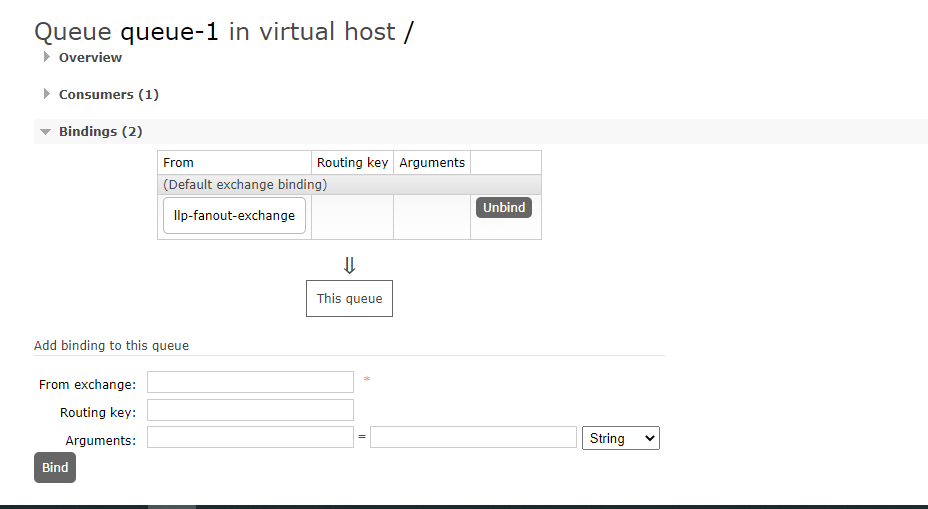 Queue queue-1 in virtual host /
Overview
Consumers (1)
Bindings (2)
From Routing key Arguments
(Default exchange binding)
llp-fanout-exchange Unbind
⇓
This queue
Add binding to this queue
From exchange: *
Routing key:
Arguments: = String
Bind